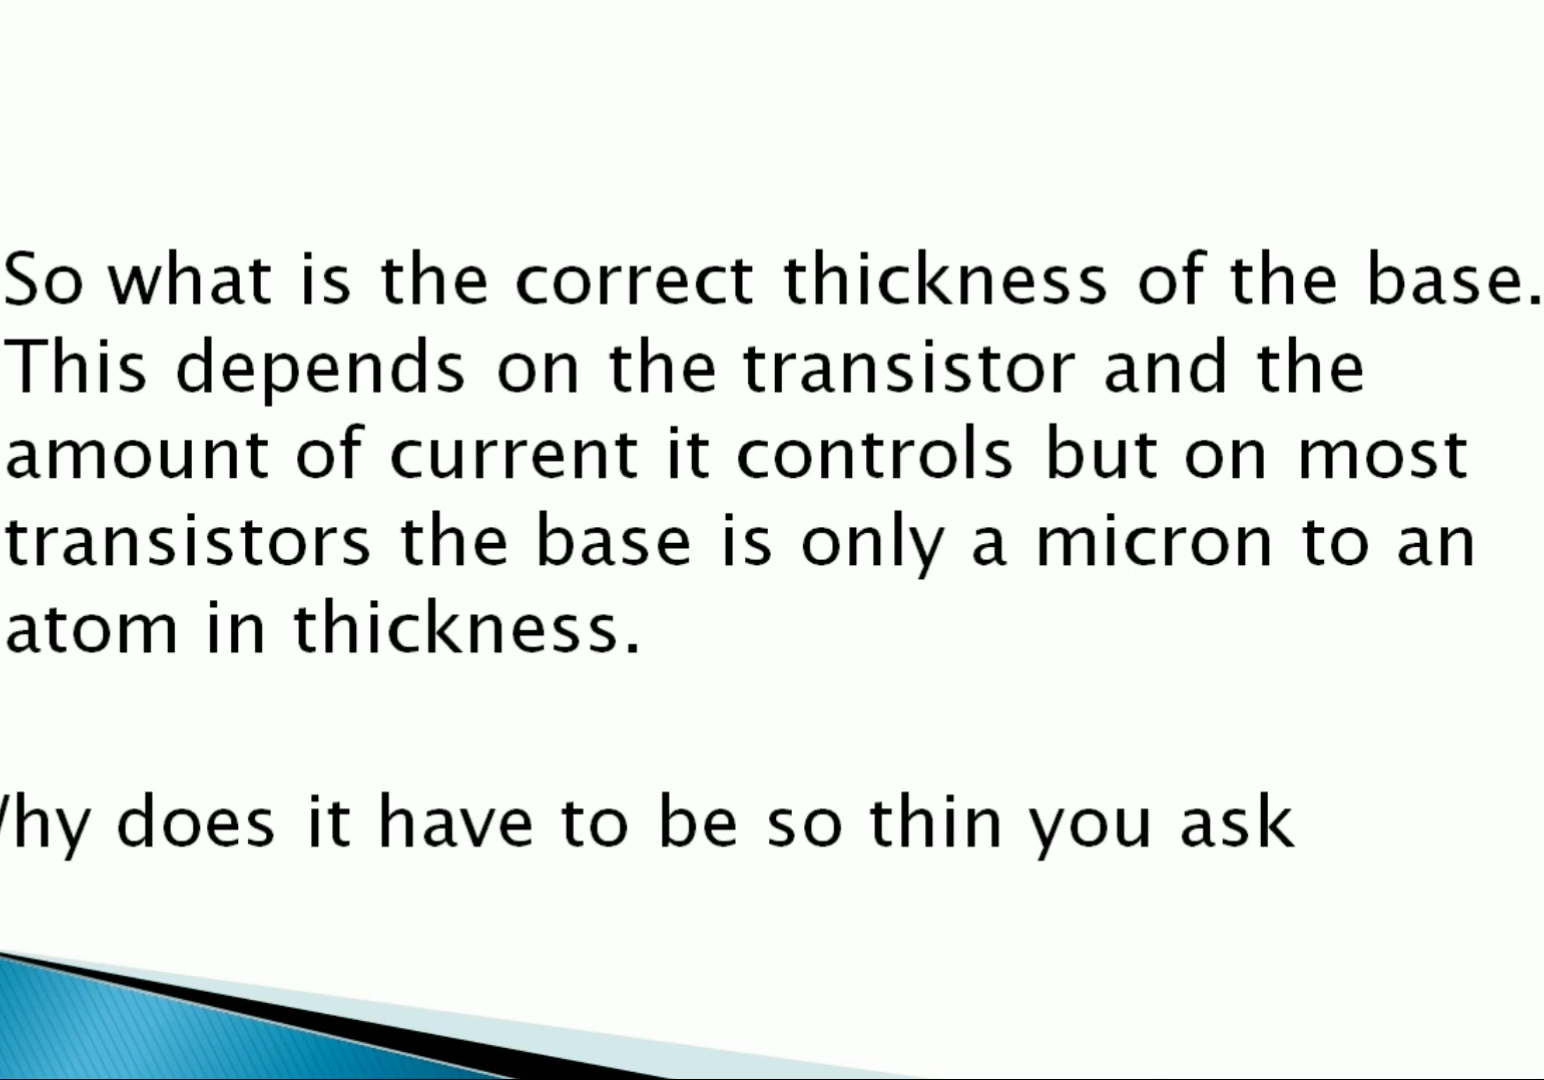 So what is the correct thickness of the base.
This depends on the transistor and the
amount of current it controls but on most
transistors the base is only a micron to an
atom in thickness.
hy does it have to be so thin you ask